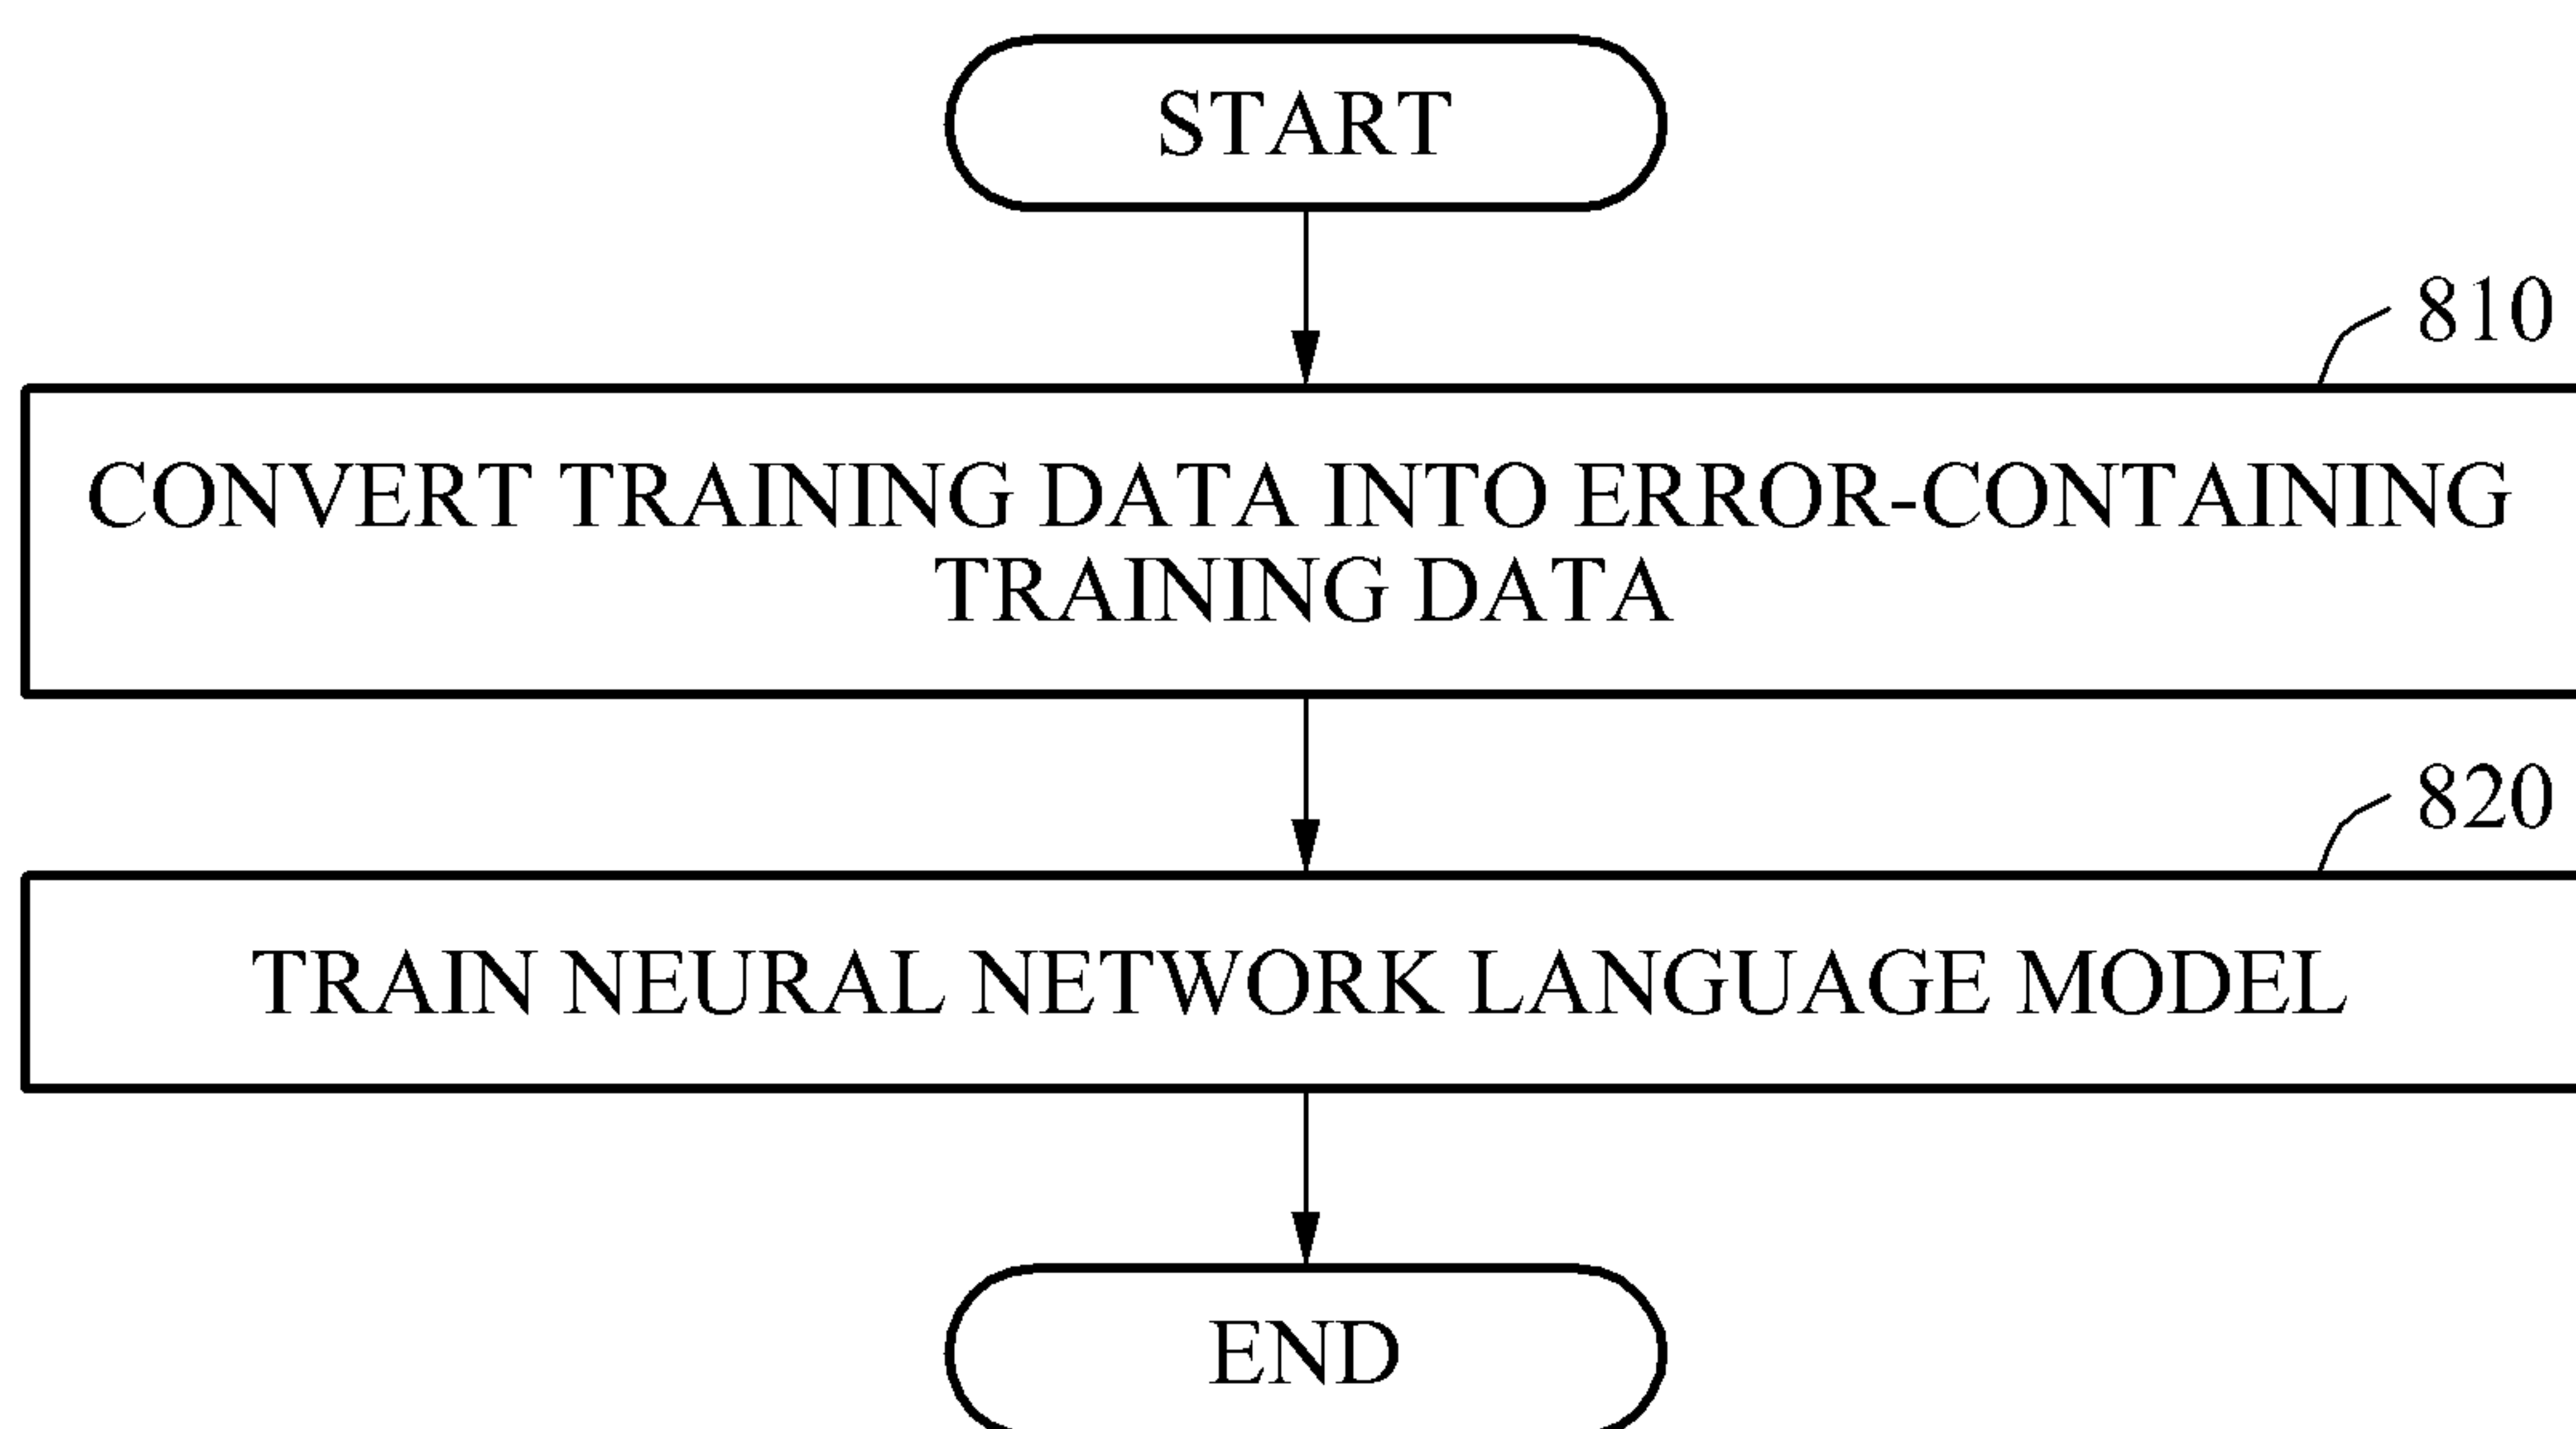 START
810
CONVERT TRAINING DATA INTO ERROR-CONTAINING
TRAINING DATA
820
TRAIN NEURAL NETWORK LANGUAGE MODEL
END